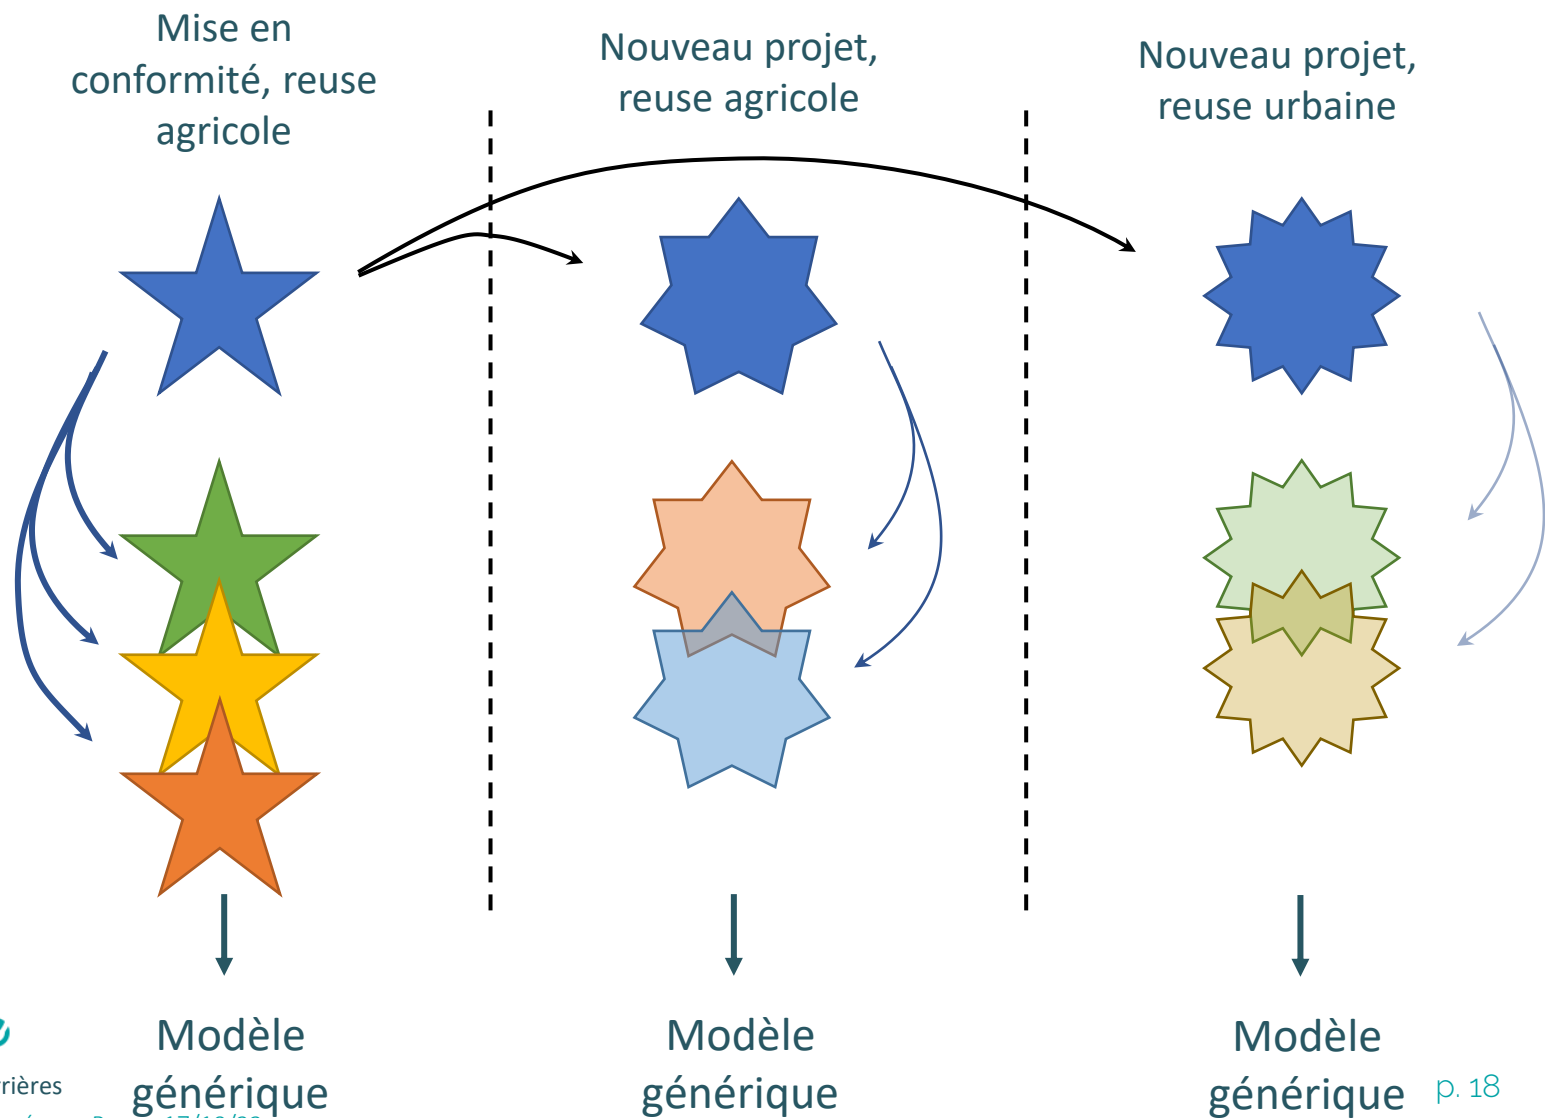 Mise en
conformité, reuse
agricole
Nouveau projet,
reuse agricole
Nouveau projet,
reuse urbaine
Modèle
générique
Modèle
générique
Modèle
générique
p. 18